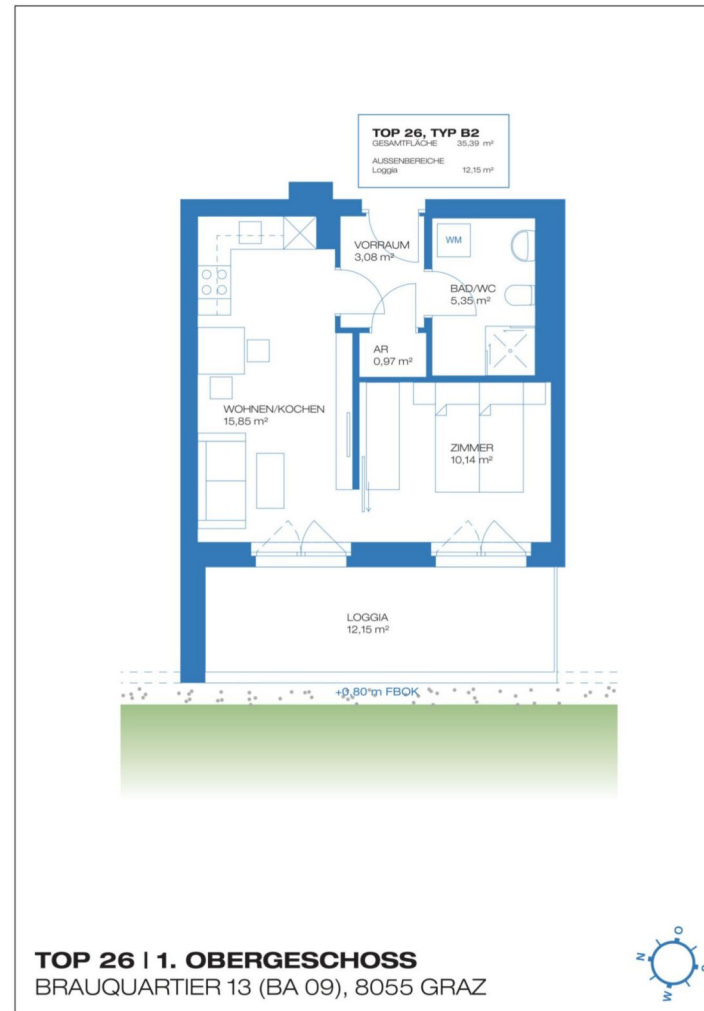 TOP 26, TYP B2
GESAMTFLÄCHE 35,39 m²
AUSSENBEREICHE
Loggia 12,15 m²
VORRAUM
3,08 m²
WM
BAD/WC
5,35 m²
AR
0,97 m²
WOHNEN/KOCHEN
15,85 m²
ZIMMER
10,14 m²
LOGGIA
12,15 m²
+0,80 m FBOK
TOP 26 | 1. OBERGESCHOSS
BRAUQUARTIER 13 (BA 09), 8055 GRAZ
N
O
S
W